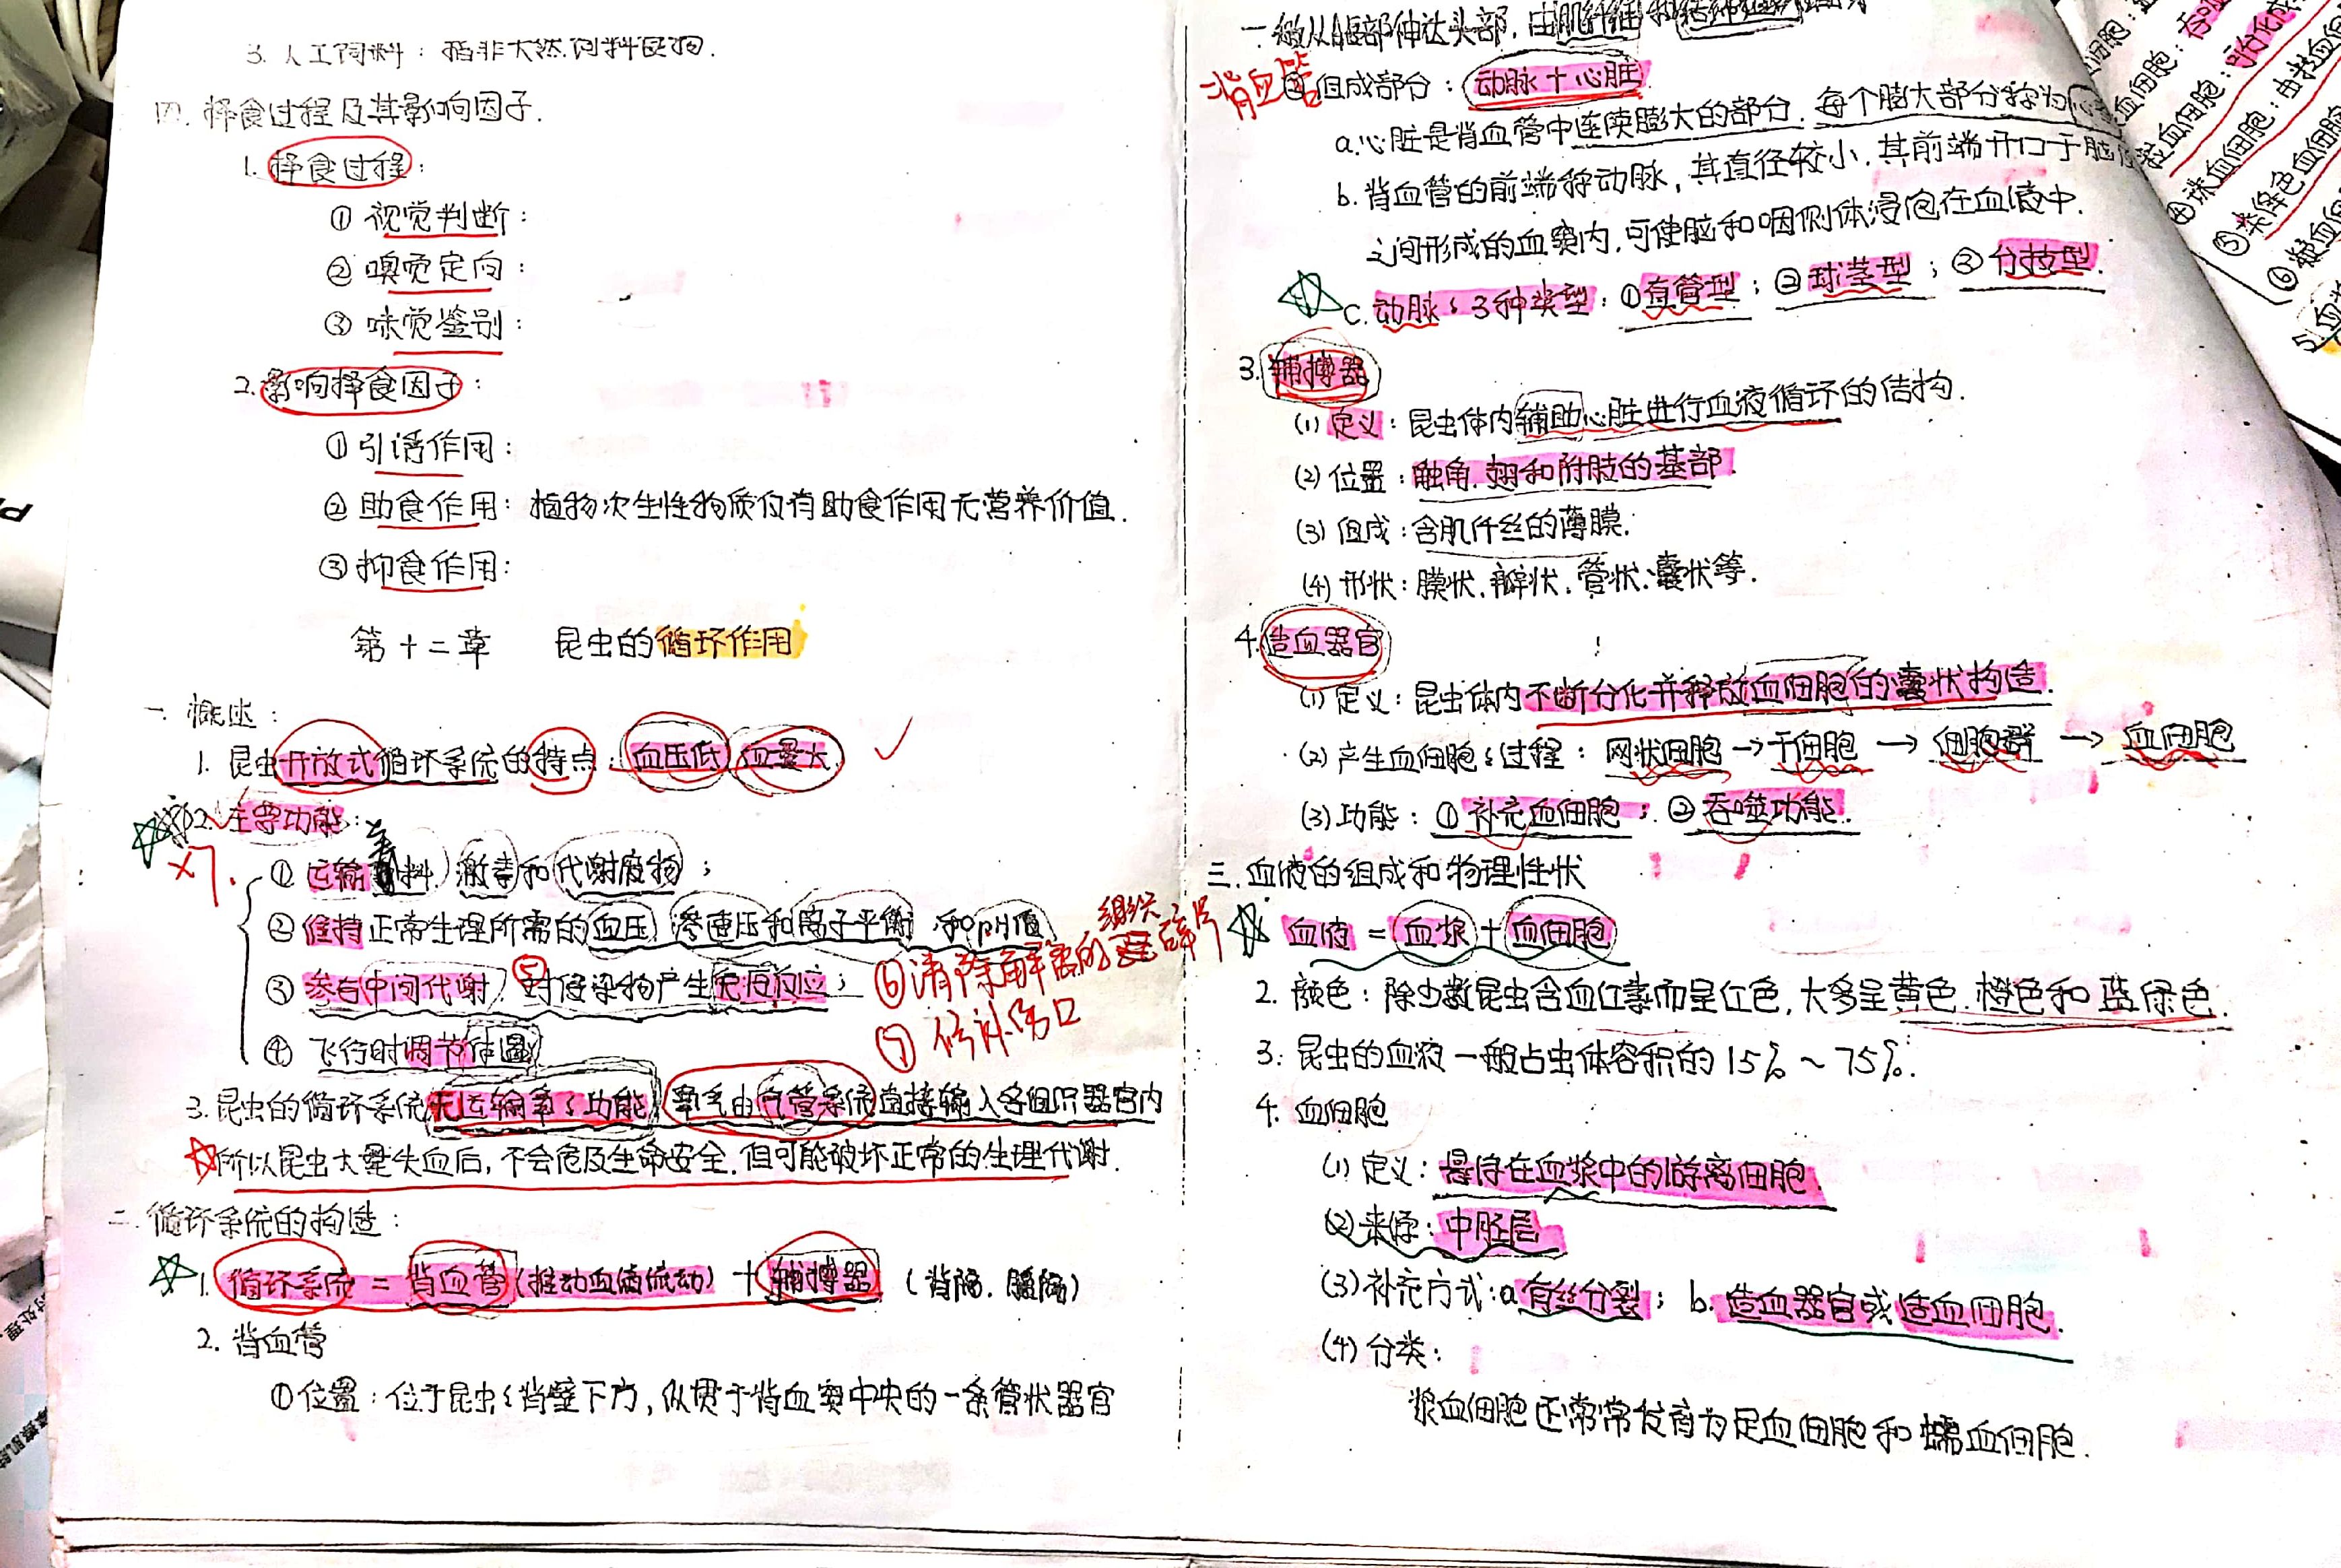 3. 人工饲料：指非天然饲料食物.
四. 择食过程及其影响因子.
1. 择食过程：
① 视觉判断：
② 嗅觉定向：
③ 味觉鉴别：
2. 影响择食因子：
① 引诱作用：
② 助食作用：植物次生性物质仅有助食作用无营养价值.
③ 抑食作用：
第十二章 昆虫的循环作用
一. 概述：
1. 昆虫开放式循环系统的特点：血压低 血量大
2. 主要功能：
×7.
① 运输养料、激素和代谢废物；
② 维持正常生理所需的血压、渗透压和离子平衡、和pH值
③ 参与中间代谢，⑤对侵染物产生免疫反应；
④ 飞行时调节体温
⑥ 清除解离的组织碎片
⑦ 修补伤口
3. 昆虫的循环系统无运输氧的功能，氧气由气管系统直接输入各组织器官内
所以昆虫大量失血后，不会危及生命安全，但可能破坏正常的生理代谢.
二. 循环系统的构造：
1. 循环系统 = 背血管(推动血液流动) + 辅搏器 (背隔、腹隔)
2. 背血管
① 位置：位于昆虫的背壁下方，纵贯于背血窦中央的一条管状器官
一般从腹部伸达头部，由肌纤维和结缔组织
背血管
② 组成部分：动脉+心脏
a. 心脏是背血管中连续膨大的部分，每个膨大部分称为心
b. 背血管的前端称动脉，其直径较小，其前端开口于脑
之间形成的血窦内，可使脑和咽侧体浸泡在血液中.
c. 动脉的3种类型：①直管型；②球茎型；③分枝型.
3. 辅搏器
(1) 定义：昆虫体内辅助心脏进行血液循环的结构.
(2) 位置：触角、翅和附肢的基部.
(3) 组成：含肌纤丝的薄膜.
(4) 形状：膜状、瓣状、管状、囊状等.
4. 造血器官
(1) 定义：昆虫体内不断分化并释放血细胞的囊状构造.
(2) 产生血细胞的过程：网状细胞→干细胞→细胞群→血细胞
(3) 功能：①补充血细胞；②吞噬功能.
三. 血液的组成和物理性状
血液 = 血浆 + 血细胞
2. 颜色：除少数昆虫含血红素而呈红色，大多呈黄色、橙色和蓝绿色.
3. 昆虫的血液一般占虫体容积的15%~75%.
4. 血细胞
(1) 定义：悬浮在血浆中的游离细胞.
(2) 来源：中胚层
(3) 补充方式：a. 有丝分裂；b. 造血器官或造血细胞.
(4) 分类：
浆血细胞还常常发育为足血细胞和蠕血细胞.
血细胞：
血细胞：吞噬
血细胞：
④ 珠血细胞：由粒血
⑤ 类绛色血细胞
⑥ 粒血